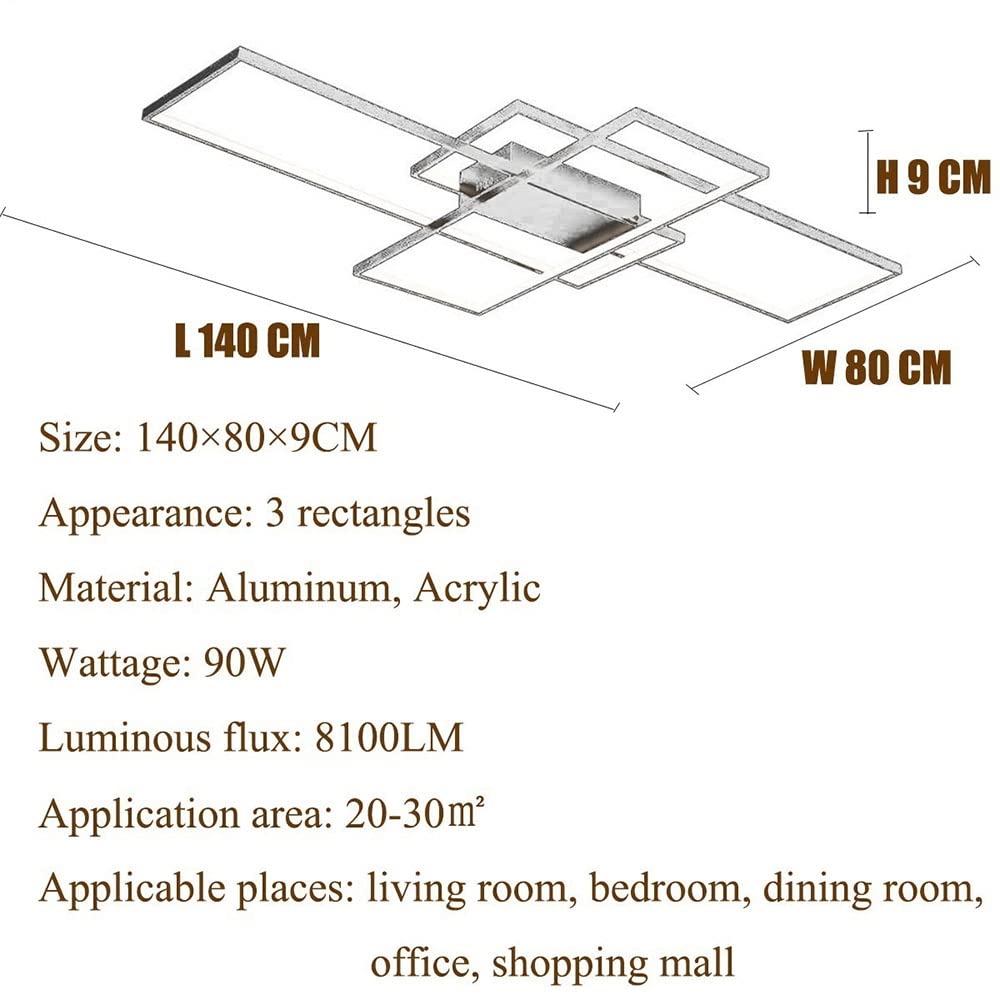 H 9 CM
L 140 CM
W 80 CM
Size: 140×80×9CM
Appearance: 3 rectangles
Material: Aluminum, Acrylic
Wattage: 90W
Luminous flux: 8100LM
Application area: 20-30㎡
Applicable places: living room, bedroom, dining room,
office, shopping mall